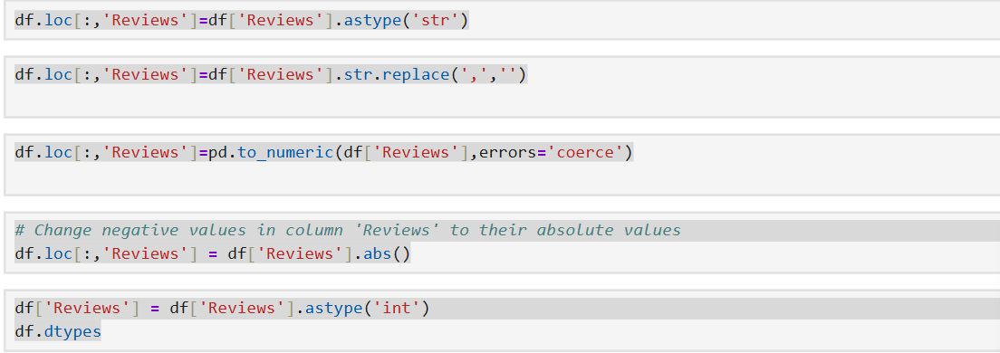 df.loc[:,'Reviews']=df['Reviews'].astype('str')
df.loc[:,'Reviews']=df['Reviews'].str.replace(',','')
df.loc[:,'Reviews']=pd.to_numeric(df['Reviews'],errors='coerce')
# Change negative values in column 'Reviews' to their absolute values
df.loc[:,'Reviews'] = df['Reviews'].abs()
df['Reviews'] = df['Reviews'].astype('int')
df.dtypes